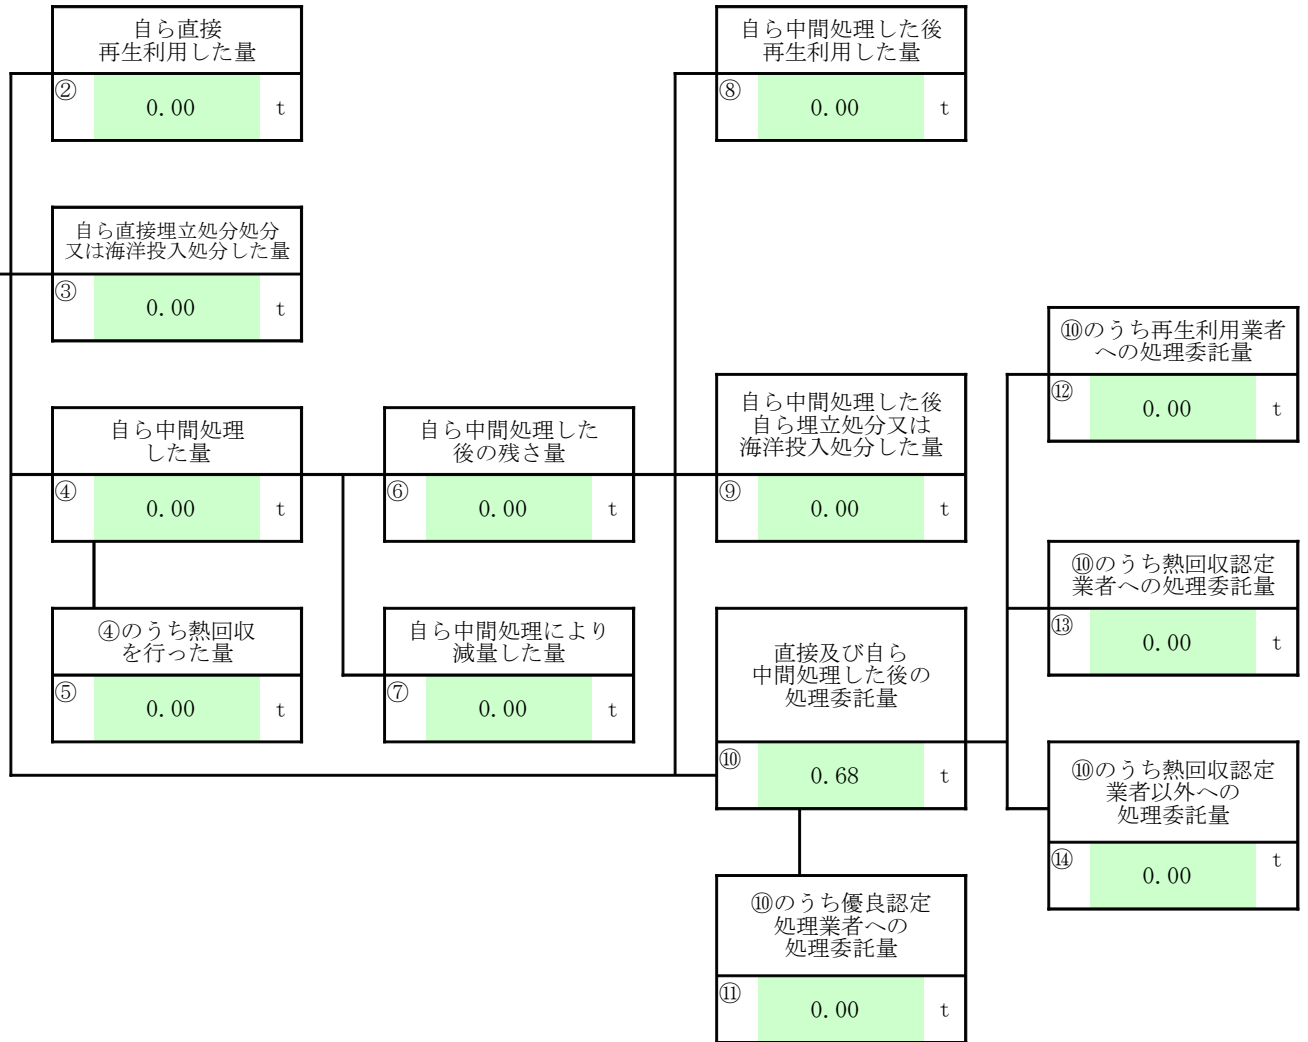 自ら直接
再生利用した量
② 0.00 t
自ら中間処理した後
再生利用した量
⑧ 0.00 t
自ら直接埋立処分処分
又は海洋投入処分した量
③ 0.00 t
⑩のうち再生利用業者
への処理委託量
⑫ 0.00 t
自ら中間処理
した量
④ 0.00 t
自ら中間処理した
後の残さ量
⑥ 0.00 t
自ら中間処理した後
自ら埋立処分又は
海洋投入処分した量
⑨ 0.00 t
⑩のうち熱回収認定
業者への処理委託量
⑬ 0.00 t
④のうち熱回収
を行った量
⑤ 0.00 t
自ら中間処理により
減量した量
⑦ 0.00 t
直接及び自ら
中間処理した後の
処理委託量
⑩ 0.68 t
⑩のうち熱回収認定
業者以外への
処理委託量
⑭ 0.00 t
⑩のうち優良認定
処理業者への
処理委託量
⑪ 0.00 t